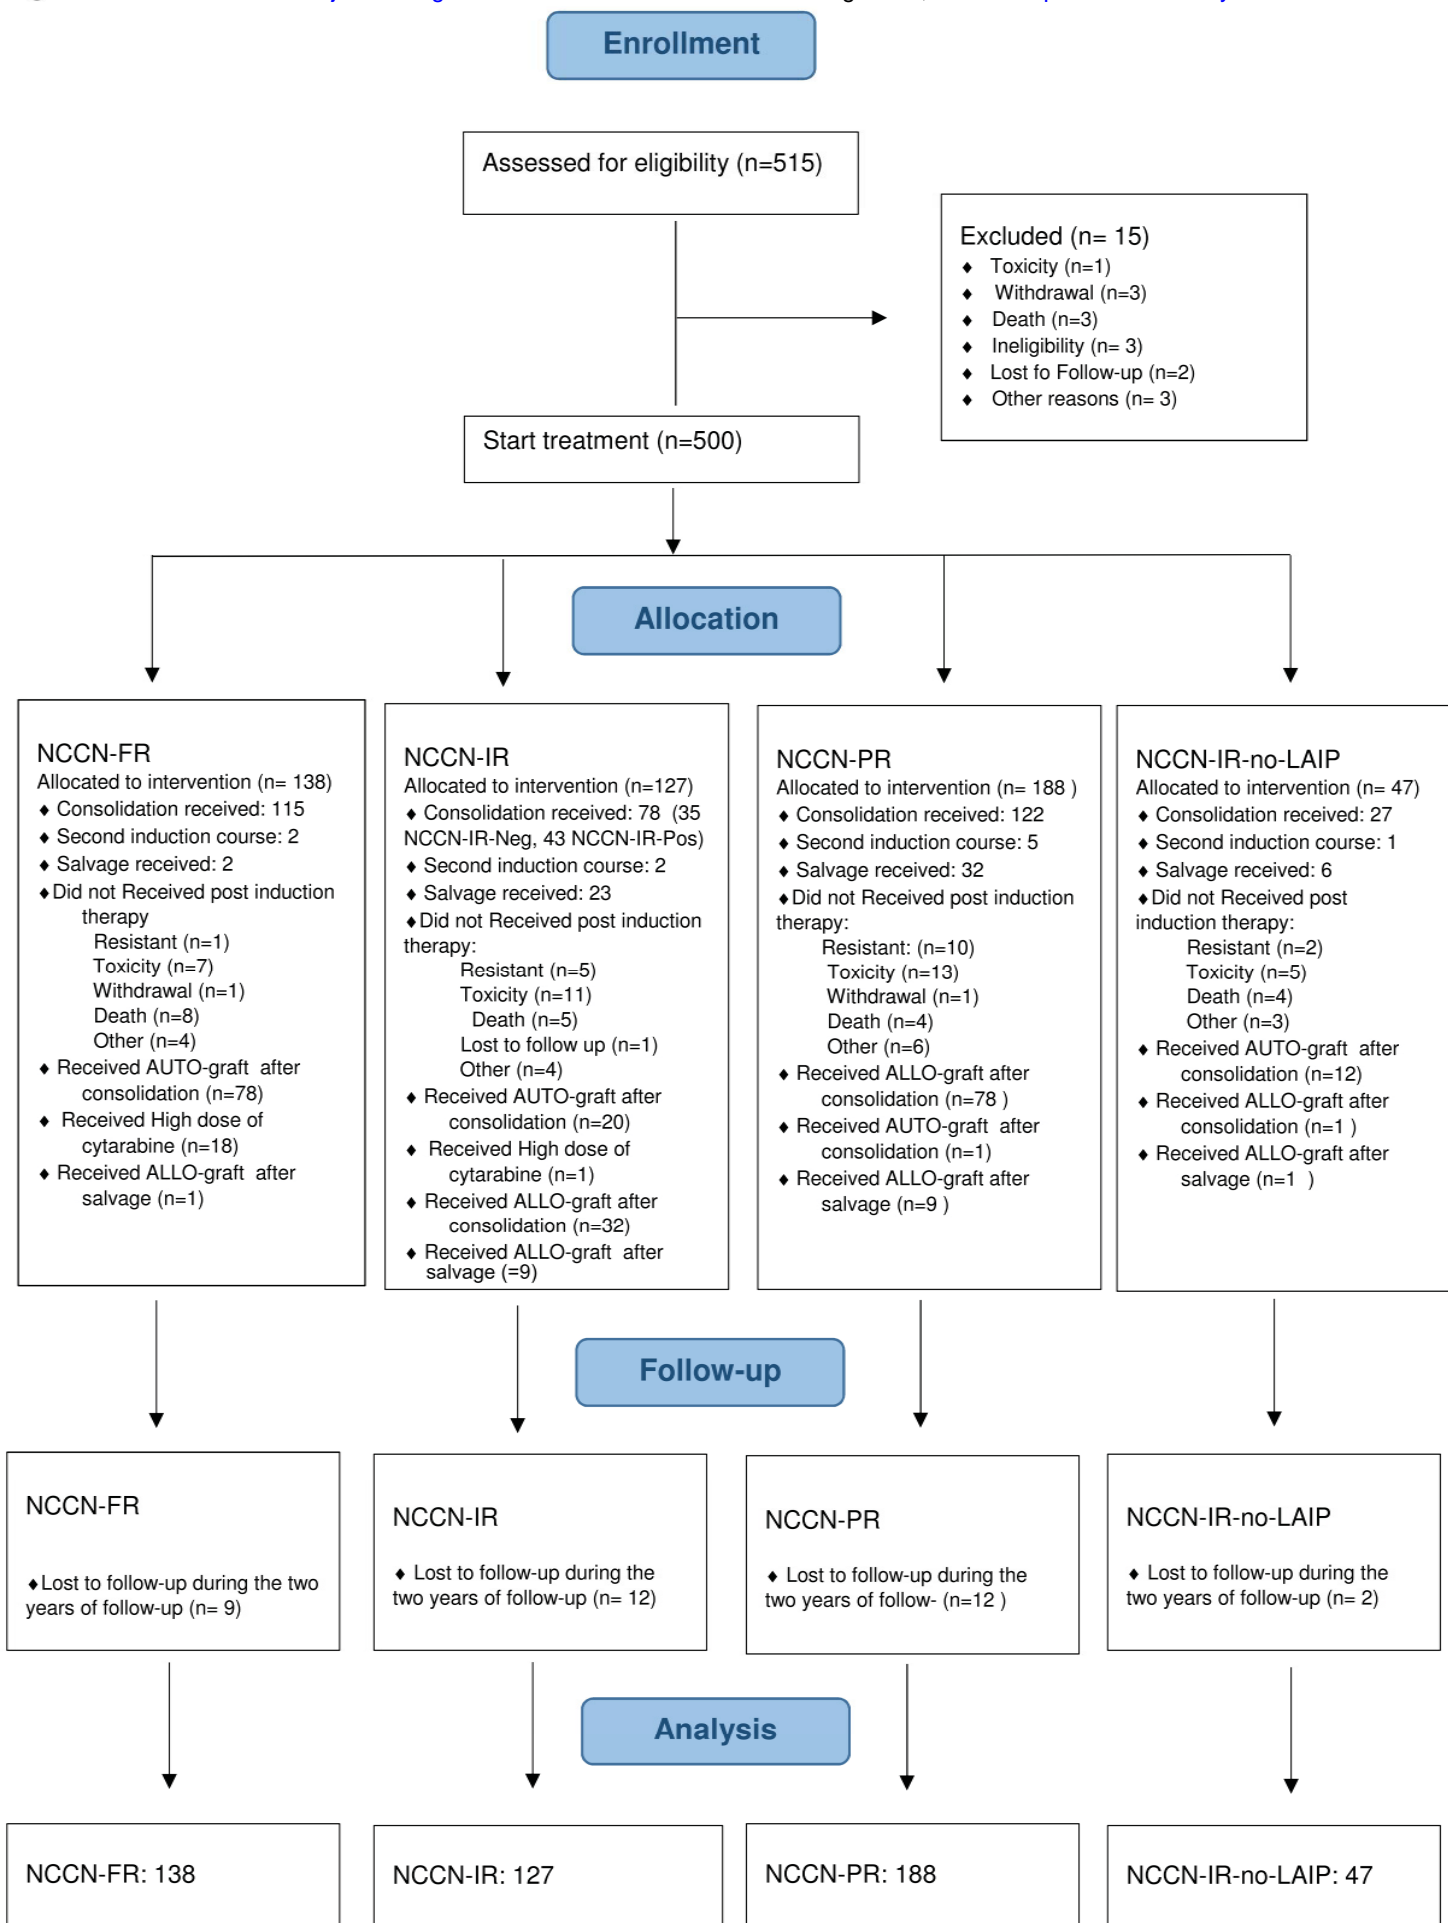 Enrollment
Assessed for eligibility (n=515)
Excluded (n= 15)
♦ Toxicity (n=1)
♦ Withdrawal (n=3)
♦ Death (n=3)
♦ Ineligibility (n= 3)
♦ Lost fo Follow-up (n=2)
♦ Other reasons (n= 3)
Start treatment (n=500)
Allocation
NCCN-FR
Allocated to intervention (n= 138)
♦ Consolidation received: 115
♦ Second induction course: 2
♦ Salvage received: 2
♦Did not Received post induction
therapy
Resistant (n=1)
Toxicity (n=7)
Withdrawal (n=1)
Death (n=8)
Other (n=4)
♦ Received AUTO-graft after
consolidation (n=78)
♦ Received High dose of
cytarabine (n=18)
♦ Received ALLO-graft after
salvage (n=1)
NCCN-IR
Allocated to intervention (n=127)
♦ Consolidation received: 78 (35
NCCN-IR-Neg, 43 NCCN-IR-Pos)
♦ Second induction course: 2
♦ Salvage received: 23
♦Did not Received post induction
therapy:
Resistant (n=5)
Toxicity (n=11)
Death (n=5)
Lost to follow up (n=1)
Other (n=4)
♦ Received AUTO-graft after
consolidation (n=20)
♦ Received High dose of
cytarabine (n=1)
♦ Received ALLO-graft after
consolidation (n=32)
♦ Received ALLO-graft after
salvage (=9)
NCCN-PR
Allocated to intervention (n= 188 )
♦ Consolidation received: 122
♦ Second induction course: 5
♦ Salvage received: 32
♦Did not Received post induction
therapy:
Resistant: (n=10)
Toxicity (n=13)
Withdrawal (n=1)
Death (n=4)
Other (n=6)
♦ Received ALLO-graft after
consolidation (n=78 )
♦ Received AUTO-graft after
consolidation (n=1)
♦ Received ALLO-graft after
salvage (n=9 )
NCCN-IR-no-LAIP
Allocated to intervention (n= 47)
♦ Consolidation received: 27
♦ Second induction course: 1
♦ Salvage received: 6
♦Did not Received post
induction therapy:
Resistant (n=2)
Toxicity (n=5)
Death (n=4)
Other (n=3)
♦ Received AUTO-graft after
consolidation (n=12)
♦ Received ALLO-graft after
consolidation (n=1 )
♦ Received ALLO-graft after
salvage (n=1 )
Follow-up
NCCN-FR
♦Lost to follow-up during the two
years of follow-up (n= 9)
NCCN-IR
♦ Lost to follow-up during the
two years of follow-up (n= 12)
NCCN-PR
♦ Lost to follow-up during the
two years of follow- (n=12 )
NCCN-IR-no-LAIP
♦ Lost to follow-up during the
two years of follow-up (n= 2)
Analysis
NCCN-FR: 138
NCCN-IR: 127
NCCN-PR: 188
NCCN-IR-no-LAIP: 47